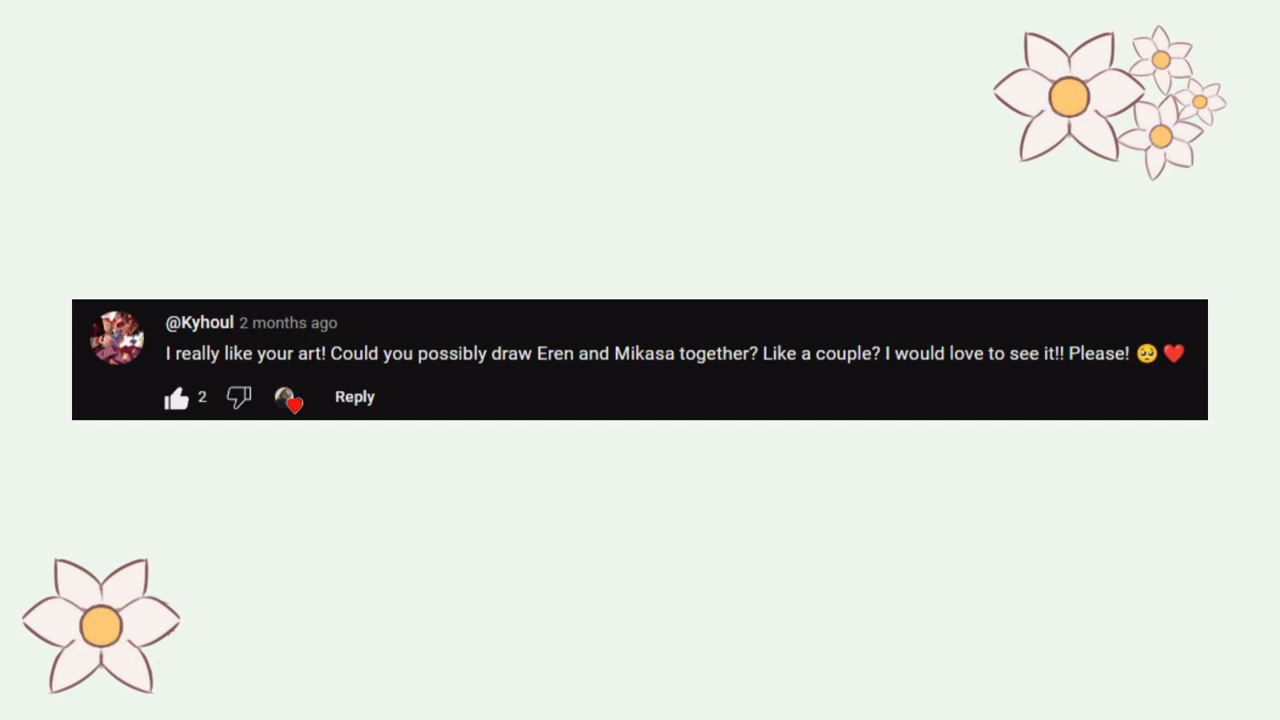 @Kyhoul 2 months ago
I really like your art! Could you possibly draw Eren and Mikasa together? Like a couple? I would love to see it!! Please! 🥺 ❤️
2 Reply